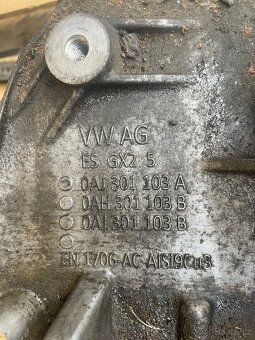 VW AG
ES GX2 5
0AJ 301 103 A
0AH 301 103 B
0AJ 301 103 B
EN 1706-AC-AlSi9Cu3